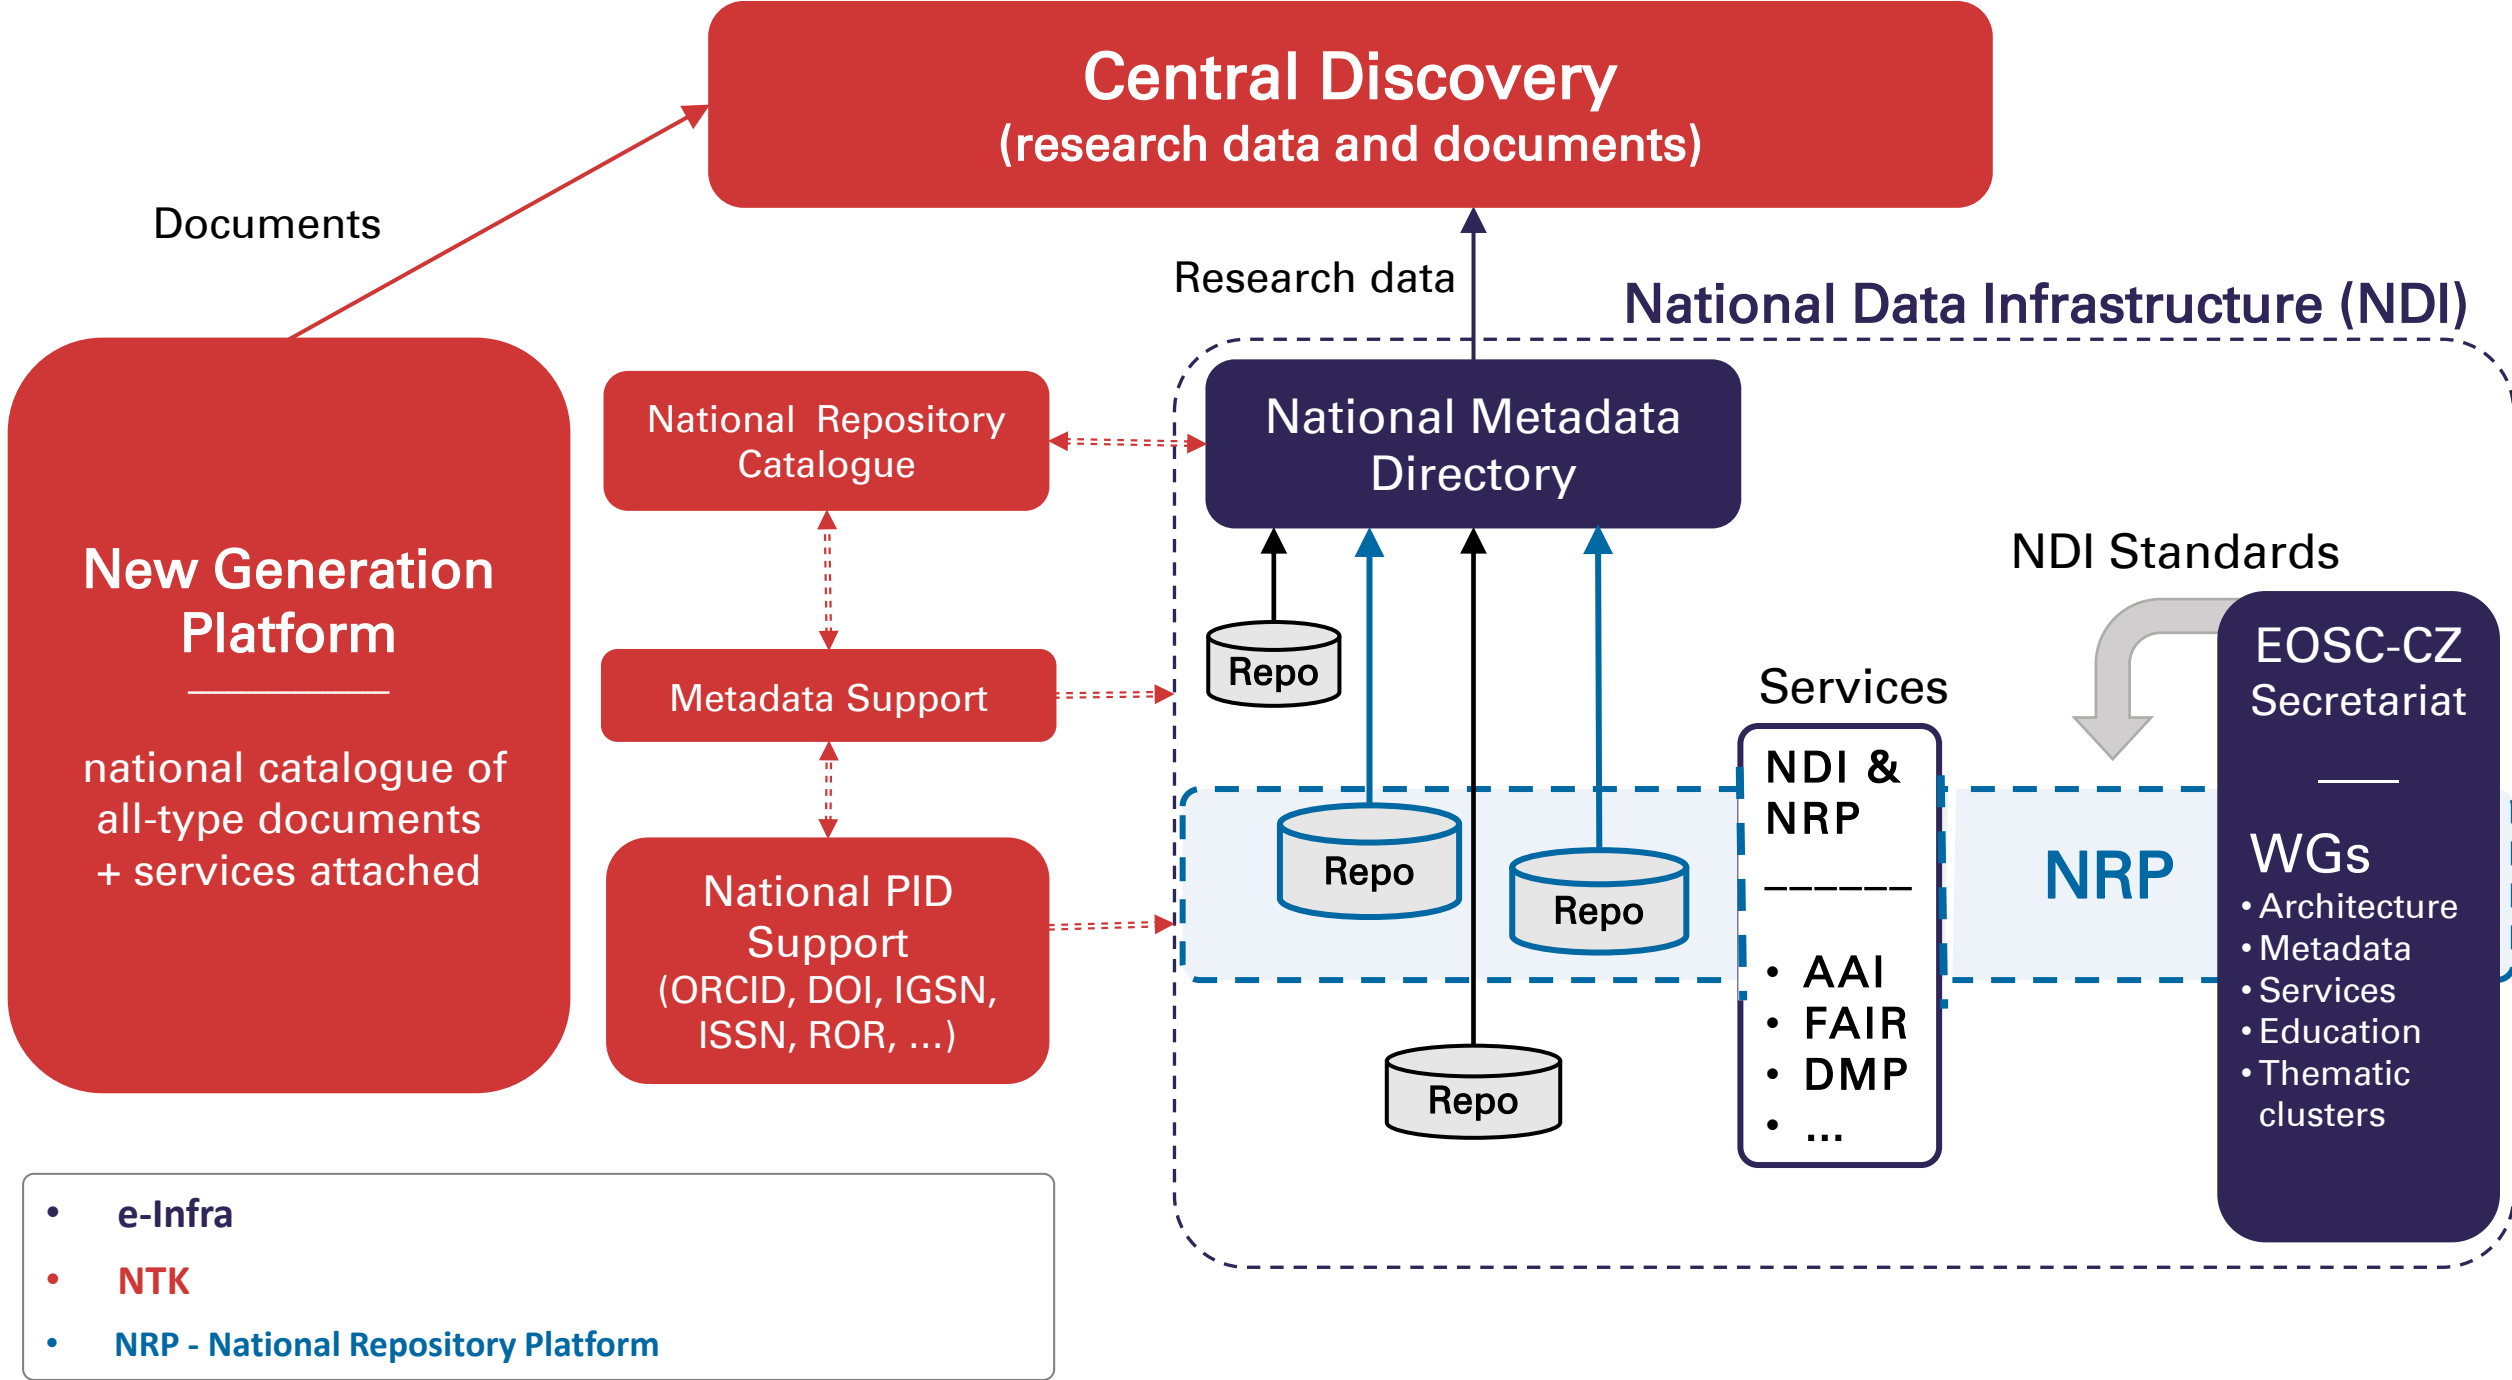 Central Discovery
(research data and documents)
Documents
Research data
National Data Infrastructure (NDI)
National Repository
Catalogue
National Metadata
Directory
New Generation
Platform
national catalogue of
all-type documents
+ services attached
Metadata Support
National PID
Support
(ORCID, DOI, IGSN,
ISSN, ROR, ...)
Repo
Repo
Repo
Repo
Services
NDI &
NRP
------
• AAI
• FAIR
• DMP
• ...
NDI Standards
NRP
EOSC-CZ
Secretariat
WGs
• Architecture
• Metadata
• Services
• Education
• Thematic
clusters
• e-Infra
• NTK
• NRP - National Repository Platform